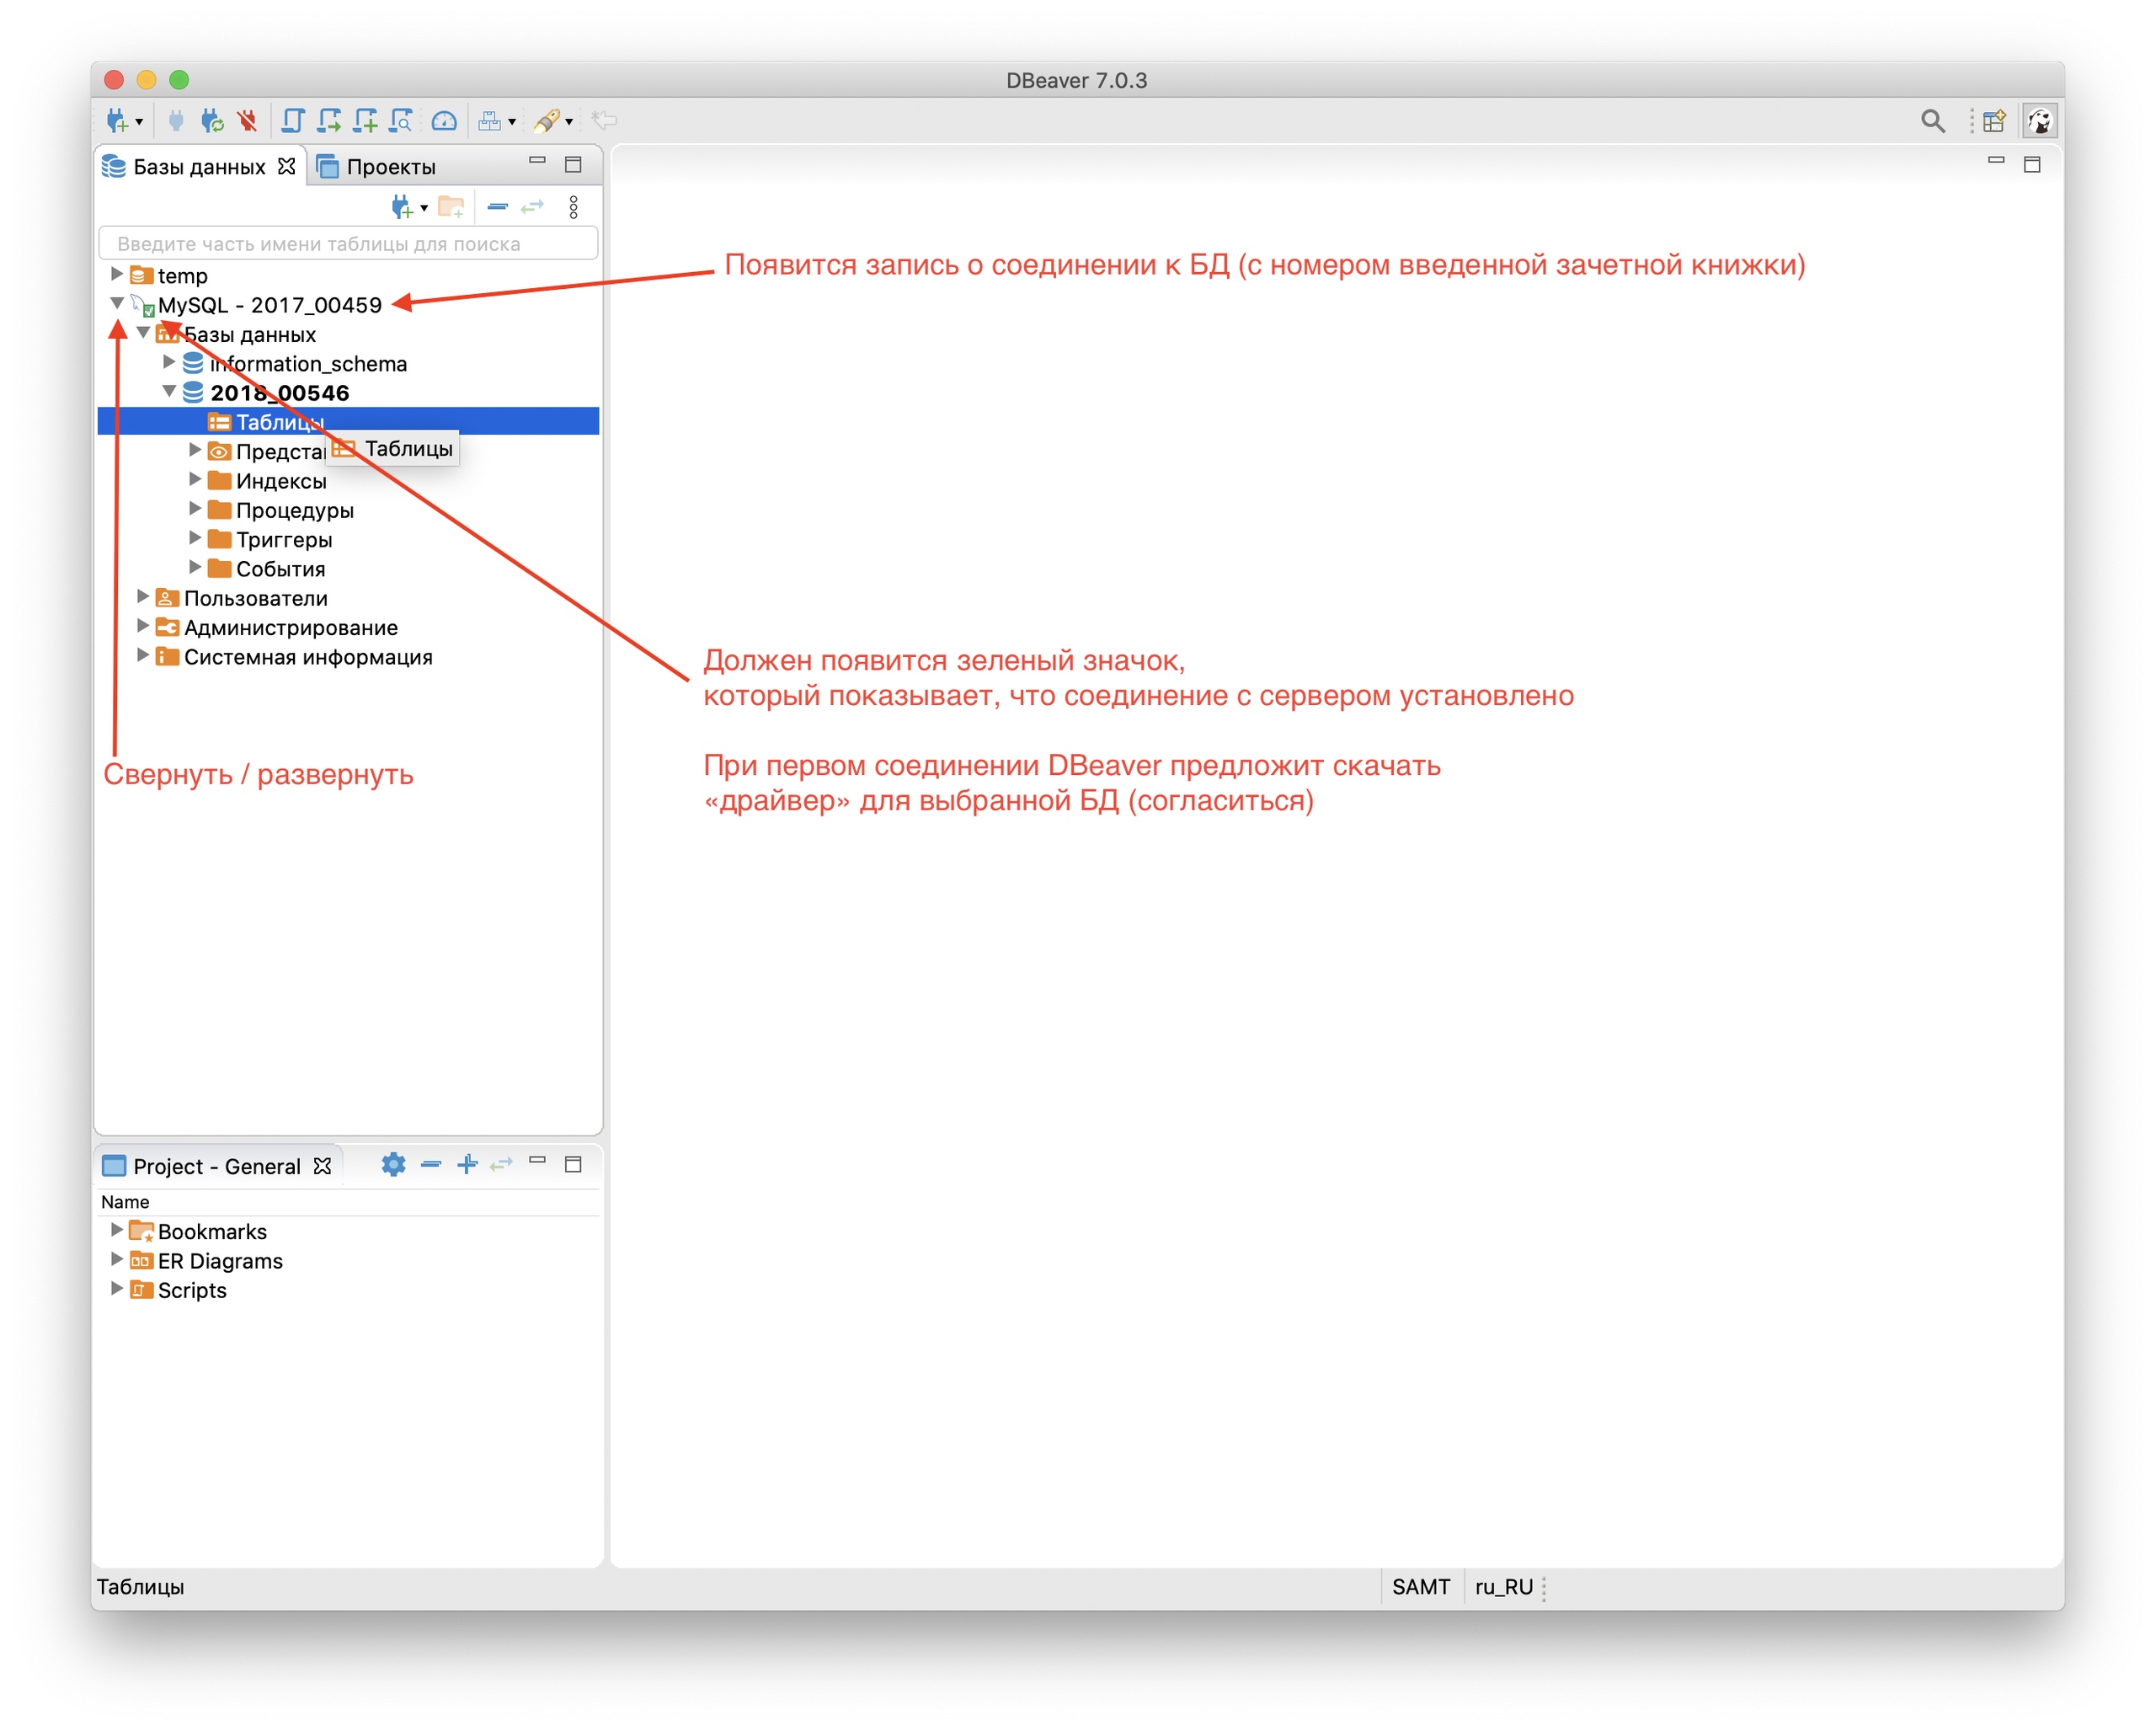 DBeaver 7.0.3
Базы данных
Проекты
Введите часть имени таблицы для поиска
temp
MySQL - 2017_00459
Появится запись о соединении к БД (с номером введенной зачетной книжки)
Базы данных
information_schema
2018_00546
Таблицы
Таблицы
Индексы
Процедуры
Триггеры
События
Пользователи
Администрирование
Системная информация
Должен появится зеленый значок,
который показывает, что соединение с сервером установлено
При первом соединении DBeaver предложит скачать
«драйвер» для выбранной БД (согласиться)
Свернуть / развернуть
Project - General
Name
Bookmarks
ER Diagrams
Scripts
Таблицы
SAMT
ru_RU